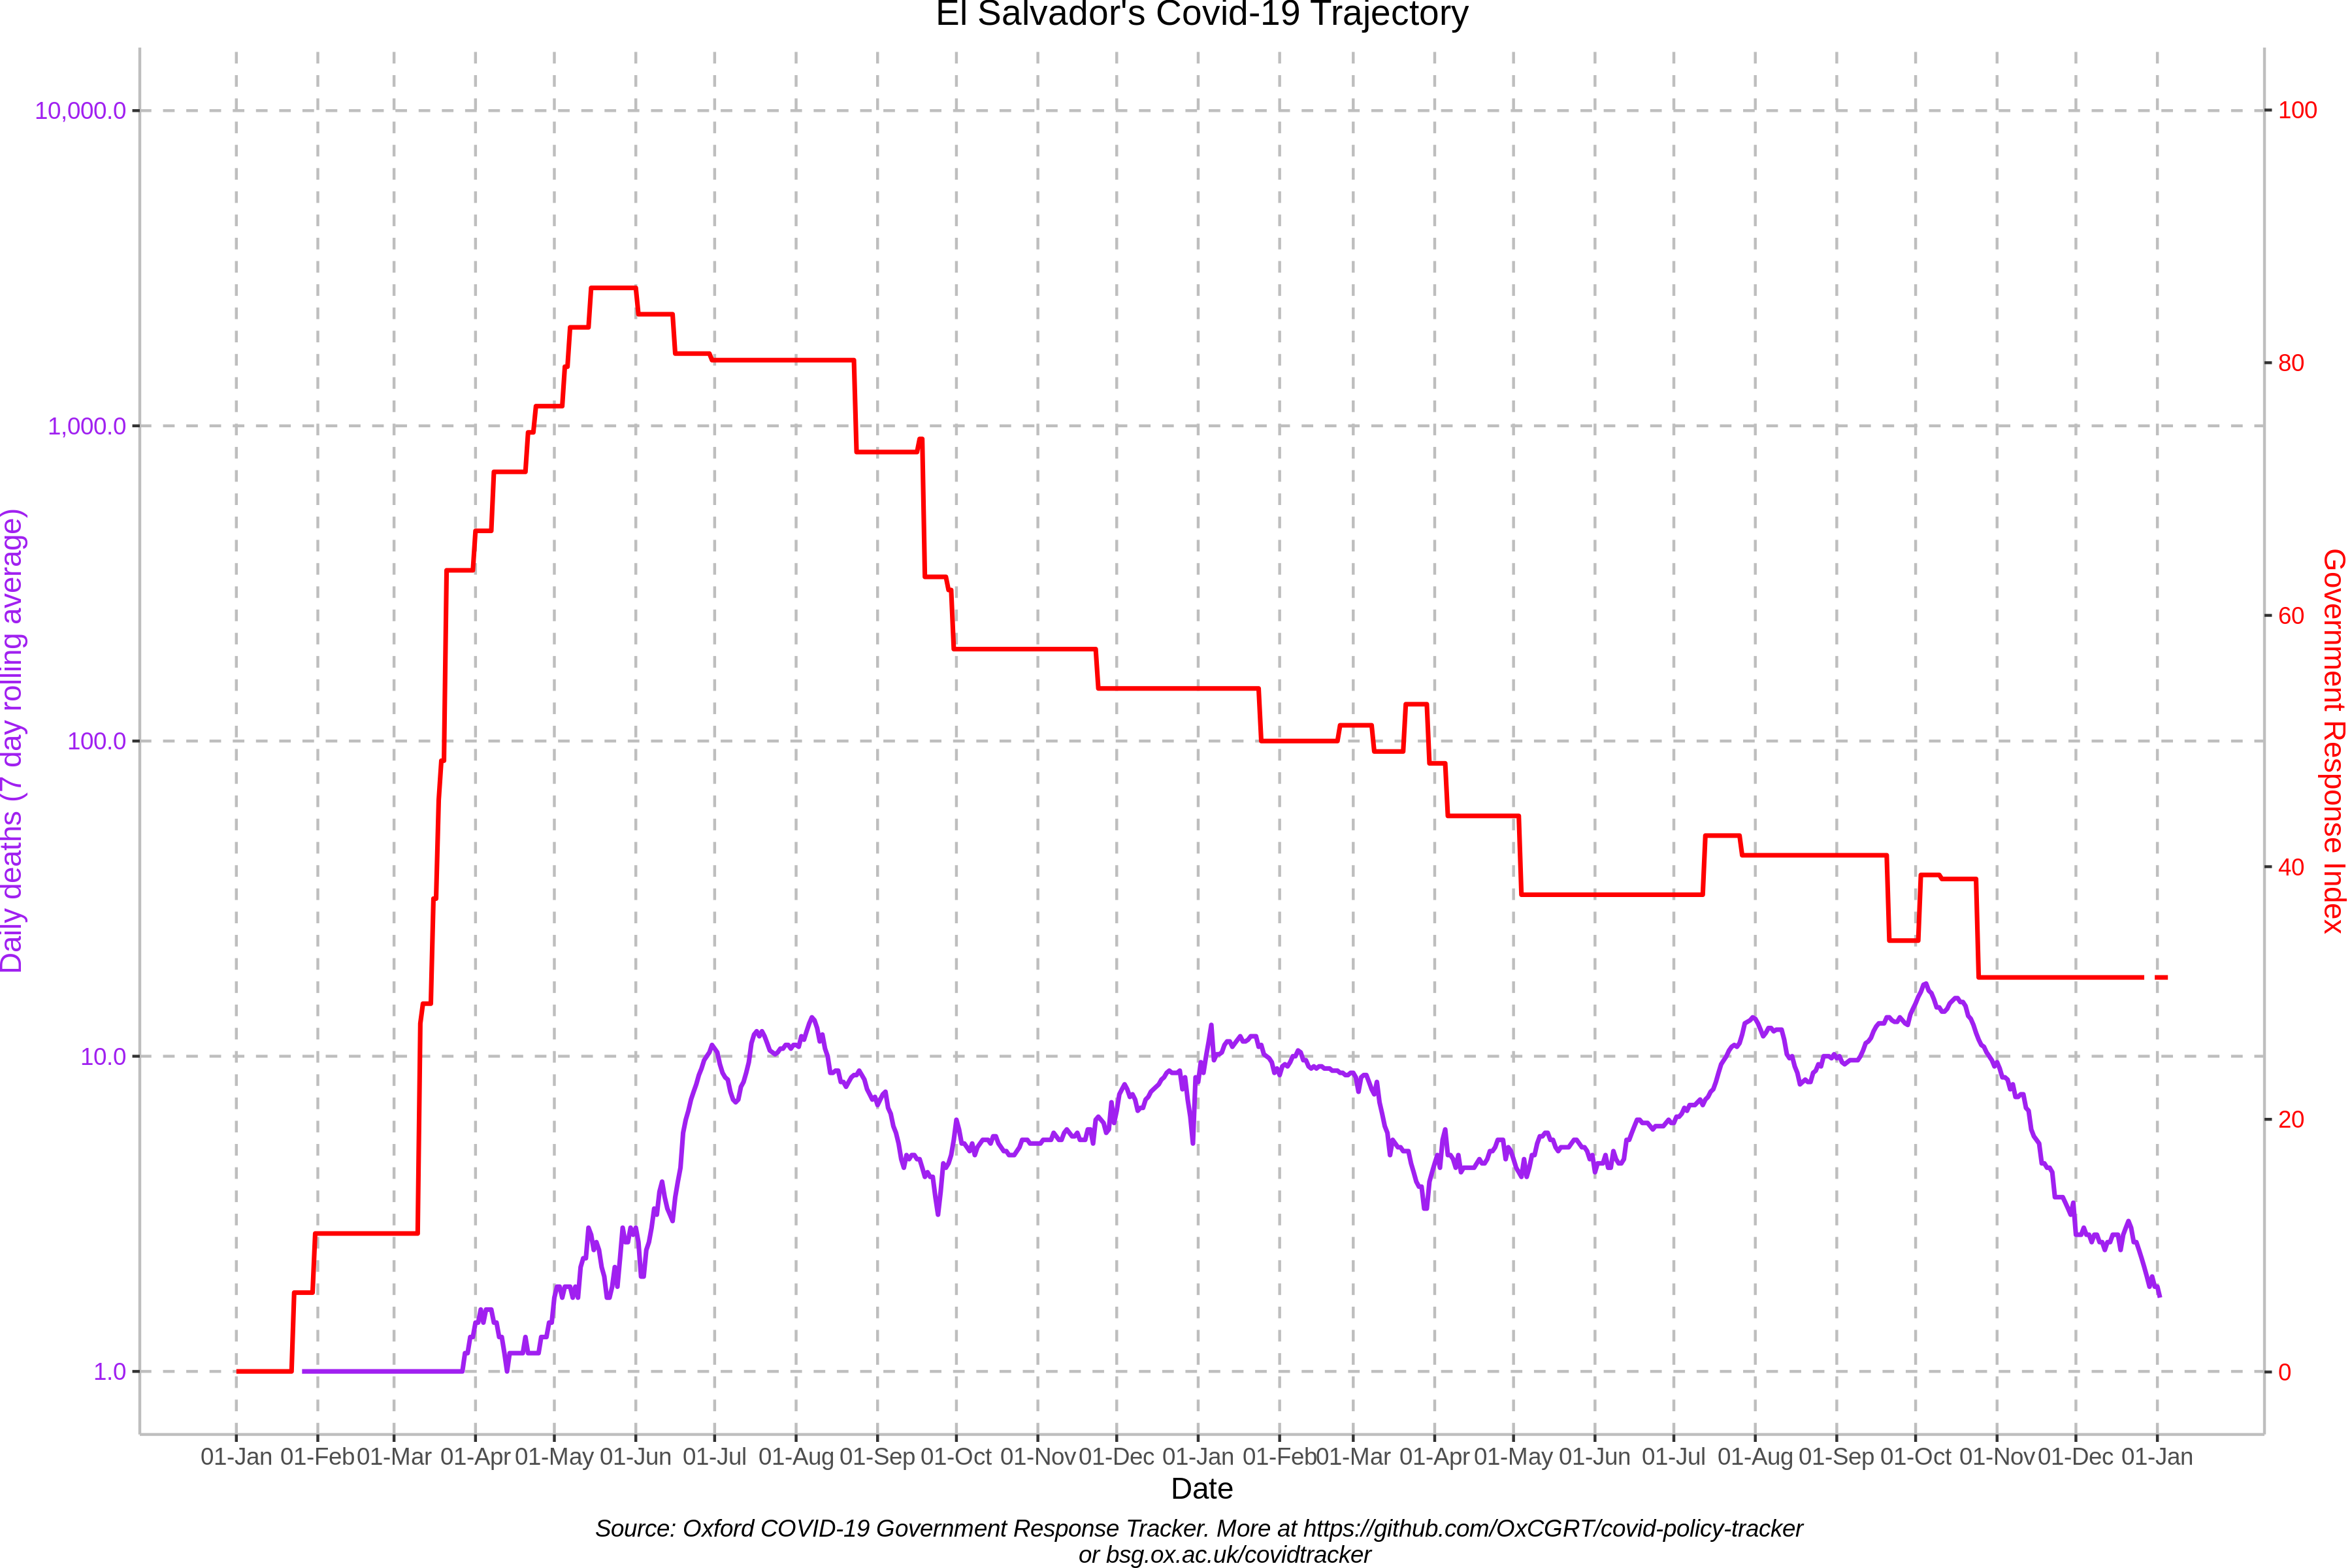 El Salvador's Covid-19 Trajectory
10,000.0
1,000.0
100.0
10.0
1.0
Daily deaths (7 day rolling average)
100
80
60
40
20
0
Government Response Index
01-Jan 01-Feb 01-Mar 01-Apr 01-May 01-Jun 01-Jul 01-Aug 01-Sep 01-Oct 01-Nov 01-Dec 01-Jan 01-Feb 01-Mar 01-Apr 01-May 01-Jun 01-Jul 01-Aug 01-Sep 01-Oct 01-Nov 01-Dec 01-Jan
Date
Source: Oxford COVID-19 Government Response Tracker. More at https://github.com/OxCGRT/covid-policy-tracker
or bsg.ox.ac.uk/covidtracker